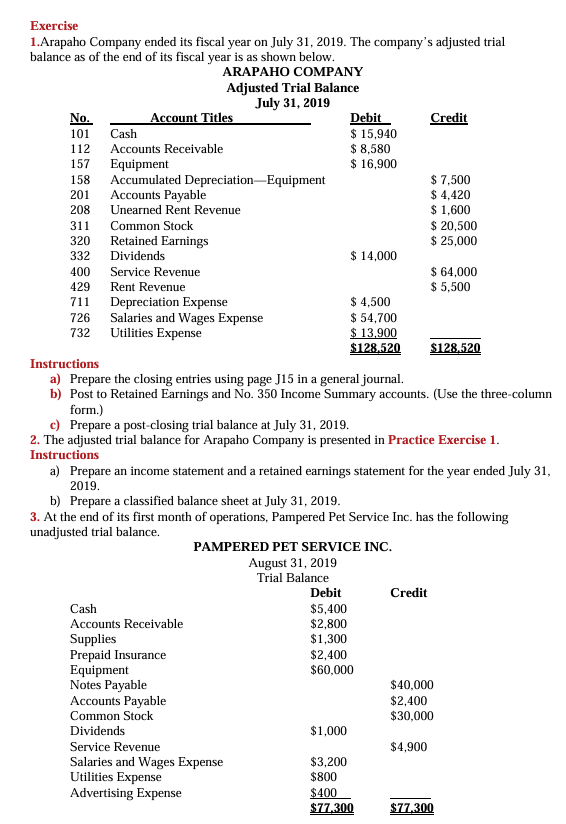 Exercise
1.Arapaho Company ended its fiscal year on July 31, 2019. The company's adjusted trial
balance as of the end of its fiscal year is as shown below.
ARAPAHO COMPANY
Adjusted Trial Balance
July 31, 2019
No. Account Titles Debit Credit
101 Cash $ 15,940
112 Accounts Receivable $ 8,580
157 Equipment $ 16,900
158 Accumulated Depreciation—Equipment $ 7,500
201 Accounts Payable $ 4,420
208 Unearned Rent Revenue $ 1,600
311 Common Stock $ 20,500
320 Retained Earnings $ 25,000
332 Dividends $ 14,000
400 Service Revenue $ 64,000
429 Rent Revenue $ 5,500
711 Depreciation Expense $ 4,500
726 Salaries and Wages Expense $ 54,700
732 Utilities Expense $ 13,900
$128,520 $128,520
Instructions
a) Prepare the closing entries using page J15 in a general journal.
b) Post to Retained Earnings and No. 350 Income Summary accounts. (Use the three-column
form.)
c) Prepare a post-closing trial balance at July 31, 2019.
2. The adjusted trial balance for Arapaho Company is presented in Practice Exercise 1.
Instructions
a) Prepare an income statement and a retained earnings statement for the year ended July 31,
2019.
b) Prepare a classified balance sheet at July 31, 2019.
3. At the end of its first month of operations, Pampered Pet Service Inc. has the following
unadjusted trial balance.
PAMPERED PET SERVICE INC.
August 31, 2019
Trial Balance
Debit Credit
Cash $5,400
Accounts Receivable $2,800
Supplies $1,300
Prepaid Insurance $2,400
Equipment $60,000
Notes Payable $40,000
Accounts Payable $2,400
Common Stock $30,000
Dividends $1,000
Service Revenue $4,900
Salaries and Wages Expense $3,200
Utilities Expense $800
Advertising Expense $400
$77,300 $77,300